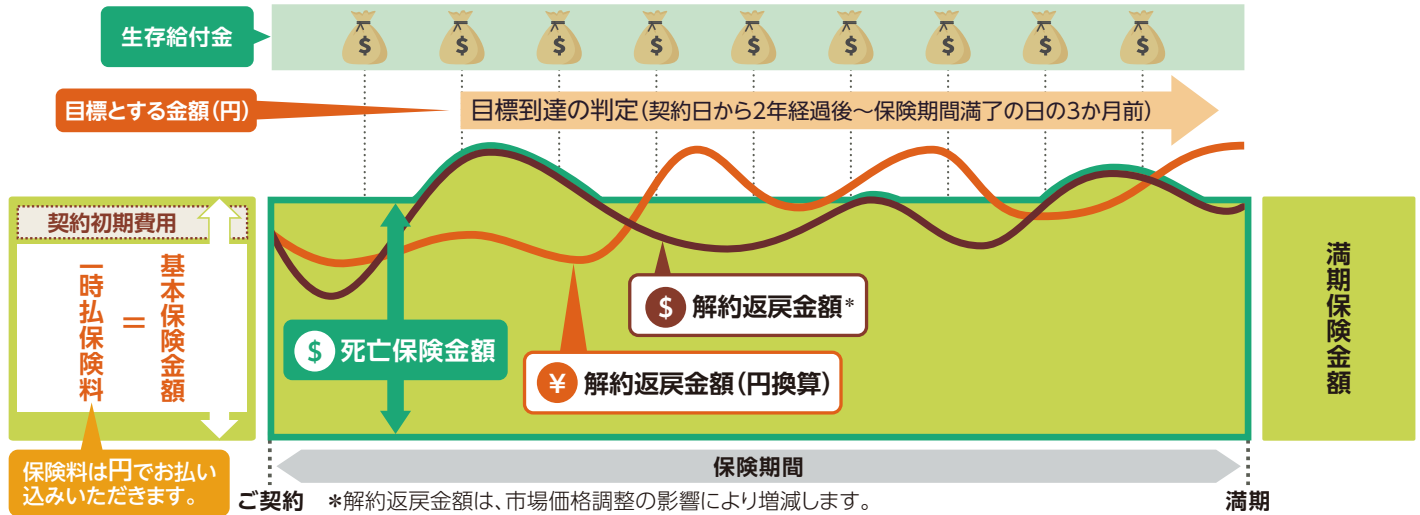 生存給付金
$ $ $ $ $ $ $ $ $
目標とする金額(円)
目標到達の判定(契約日から2年経過後～保険期間満了の日の3か月前)
契約初期費用
一時払保険料
=
基本保険金額
$ 死亡保険金額
$ 解約返戻金額*
¥ 解約返戻金額(円換算)
満期保険金額
保険料は円でお払い
込みいただきます。
保険期間
ご契約
*解約返戻金額は、市場価格調整の影響により増減します。
満期